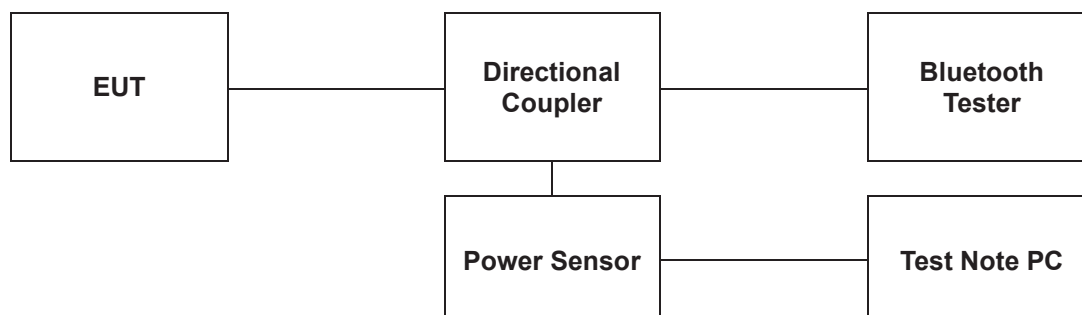 EUT
Directional
Coupler
Bluetooth
Tester
Power Sensor
Test Note PC